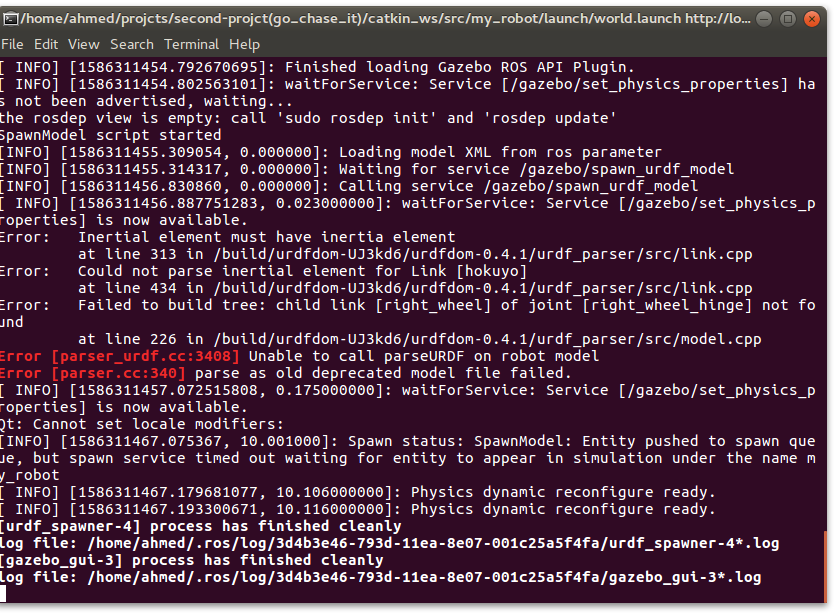 /home/ahmed/projcts/second-projct(go_chase_it)/catkin_ws/src/my_robot/launch/world.launch http://lo...
File Edit View Search Terminal Help
[ INFO] [1586311454.792670695]: Finished loading Gazebo ROS API Plugin.
[ INFO] [1586311454.802563101]: waitForService: Service [/gazebo/set_physics_properties] ha
s not been advertised, waiting...
the rosdep view is empty: call 'sudo rosdep init' and 'rosdep update'
SpawnModel script started
[INFO] [1586311455.309054, 0.000000]: Loading model XML from ros parameter
[INFO] [1586311455.314317, 0.000000]: Waiting for service /gazebo/spawn_urdf_model
[INFO] [1586311456.830860, 0.000000]: Calling service /gazebo/spawn_urdf_model
[ INFO] [1586311456.887751283, 0.023000000]: waitForService: Service [/gazebo/set_physics_p
roperties] is now available.
Error:   Inertial element must have inertia element
         at line 313 in /build/urdfdom-UJ3kd6/urdfdom-0.4.1/urdf_parser/src/link.cpp
Error:   Could not parse inertial element for Link [hokuyo]
         at line 434 in /build/urdfdom-UJ3kd6/urdfdom-0.4.1/urdf_parser/src/link.cpp
Error:   Failed to build tree: child link [right_wheel] of joint [right_wheel_hinge] not fo
und
         at line 226 in /build/urdfdom-UJ3kd6/urdfdom-0.4.1/urdf_parser/src/model.cpp
Error [parser_urdf.cc:3408] Unable to call parseURDF on robot model
Error [parser.cc:340] parse as old deprecated model file failed.
[ INFO] [1586311457.072515808, 0.175000000]: waitForService: Service [/gazebo/set_physics_p
roperties] is now available.
Qt: Cannot set locale modifiers:
[INFO] [1586311467.075367, 10.001000]: Spawn status: SpawnModel: Entity pushed to spawn que
ue, but spawn service timed out waiting for entity to appear in simulation under the name m
y_robot
[ INFO] [1586311467.179681077, 10.106000000]: Physics dynamic reconfigure ready.
[ INFO] [1586311467.193300671, 10.116000000]: Physics dynamic reconfigure ready.
[urdf_spawner-4] process has finished cleanly
log file: /home/ahmed/.ros/log/3d4b3e46-793d-11ea-8e07-001c25a5f4fa/urdf_spawner-4*.log
[gazebo_gui-3] process has finished cleanly
log file: /home/ahmed/.ros/log/3d4b3e46-793d-11ea-8e07-001c25a5f4fa/gazebo_gui-3*.log